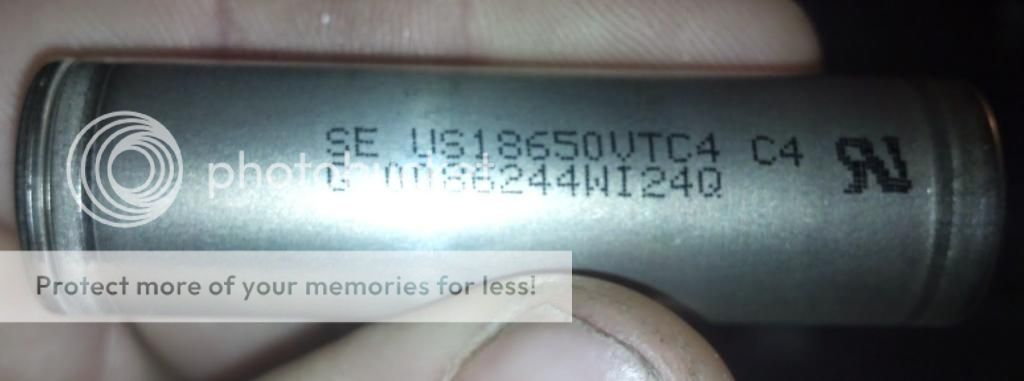 SE US18650VTC4 C4
photobucket
Protect more of your memories for less!